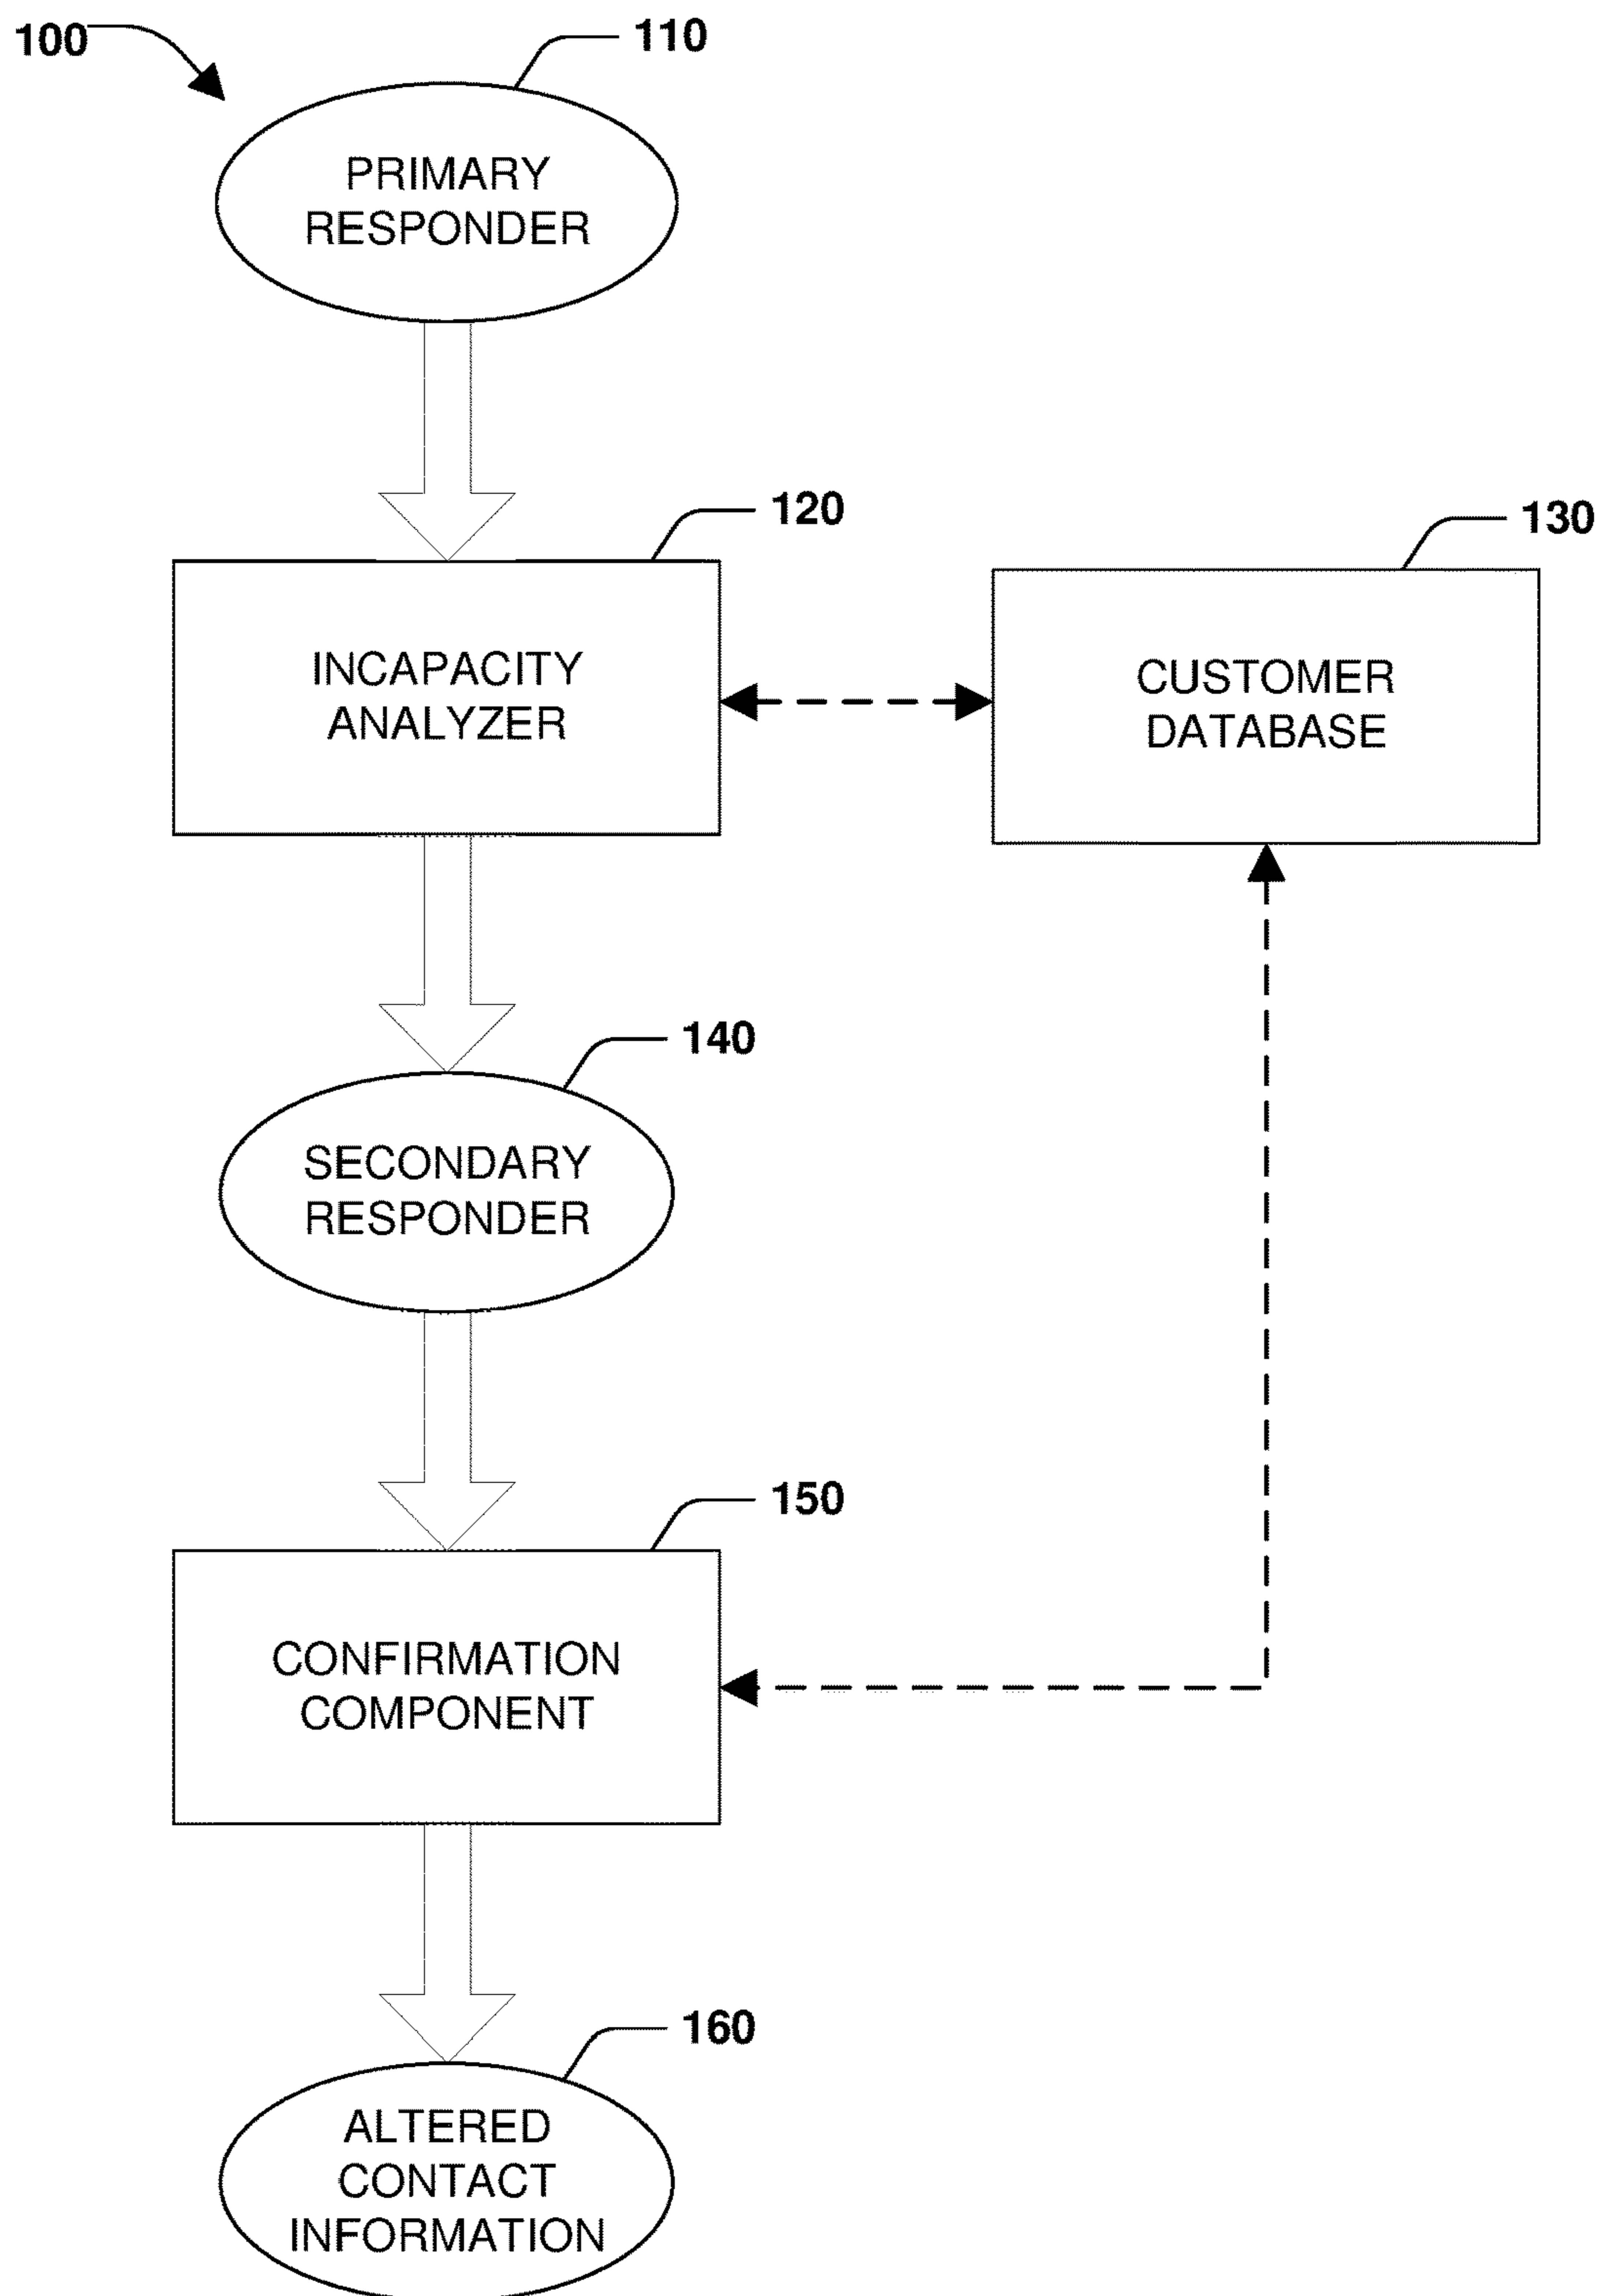 100
110
PRIMARY
RESPONDER
120
130
INCAPACITY
ANALYZER
CUSTOMER
DATABASE
140
SECONDARY
RESPONDER
150
CONFIRMATION
COMPONENT
160
ALTERED
CONTACT
INFORMATION